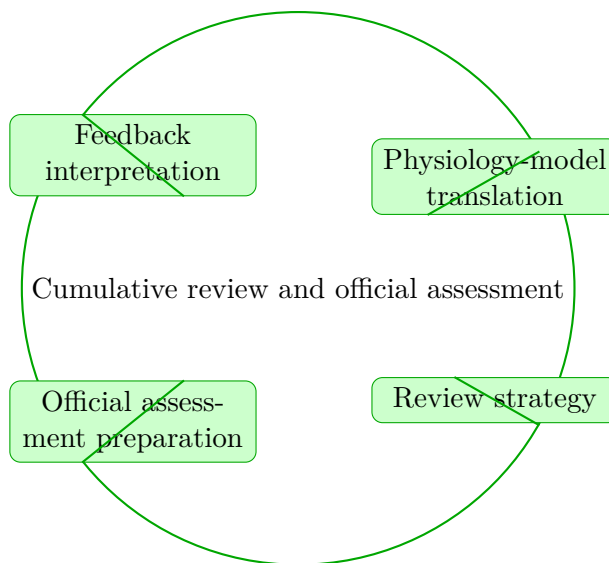 Feedback
interpretation
Physiology-model
translation
Cumulative review and official assessment
Official assess-
ment preparation
Review strategy